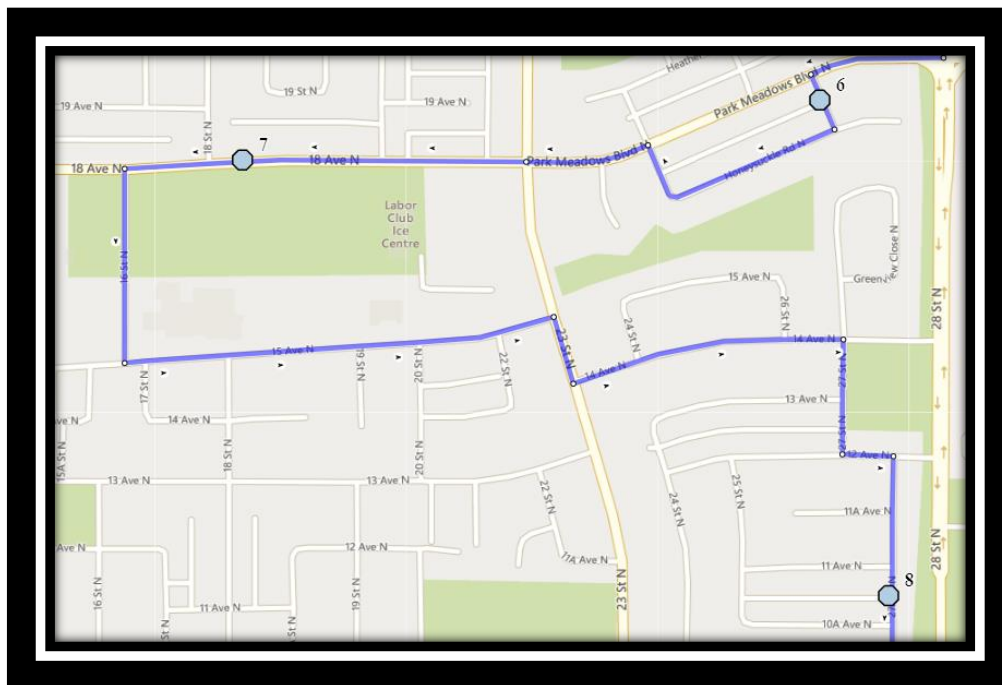 Heather
Park Meadows Blvd N
6
19 St N
19 Ave N
19 Ave N
18 St N
7
18 Ave N
18 Ave N
Park Meadows Blvd N
Honeysuckle Rd N
Labor
Club
Ice
Centre
16 St N
15 Ave N
26 St N
24 St N
28 St N
23 St N
14 Ave N
14 Ave N
27 St N
15 Ave N
19 St N
20 St N
22 St N
17 St N
14 Ave N
13 Ave N
27 St N
12 Ave N
15A St N
18 St N
20 St N
13 Ave N
13 Ave N
22 St N
24 St N
25 St N
11A Ave N
12 Ave N
11A Ave N
11 Ave N
28 St N
16 St N
11 Ave N
19 St N
23 St N
8
10A Ave N